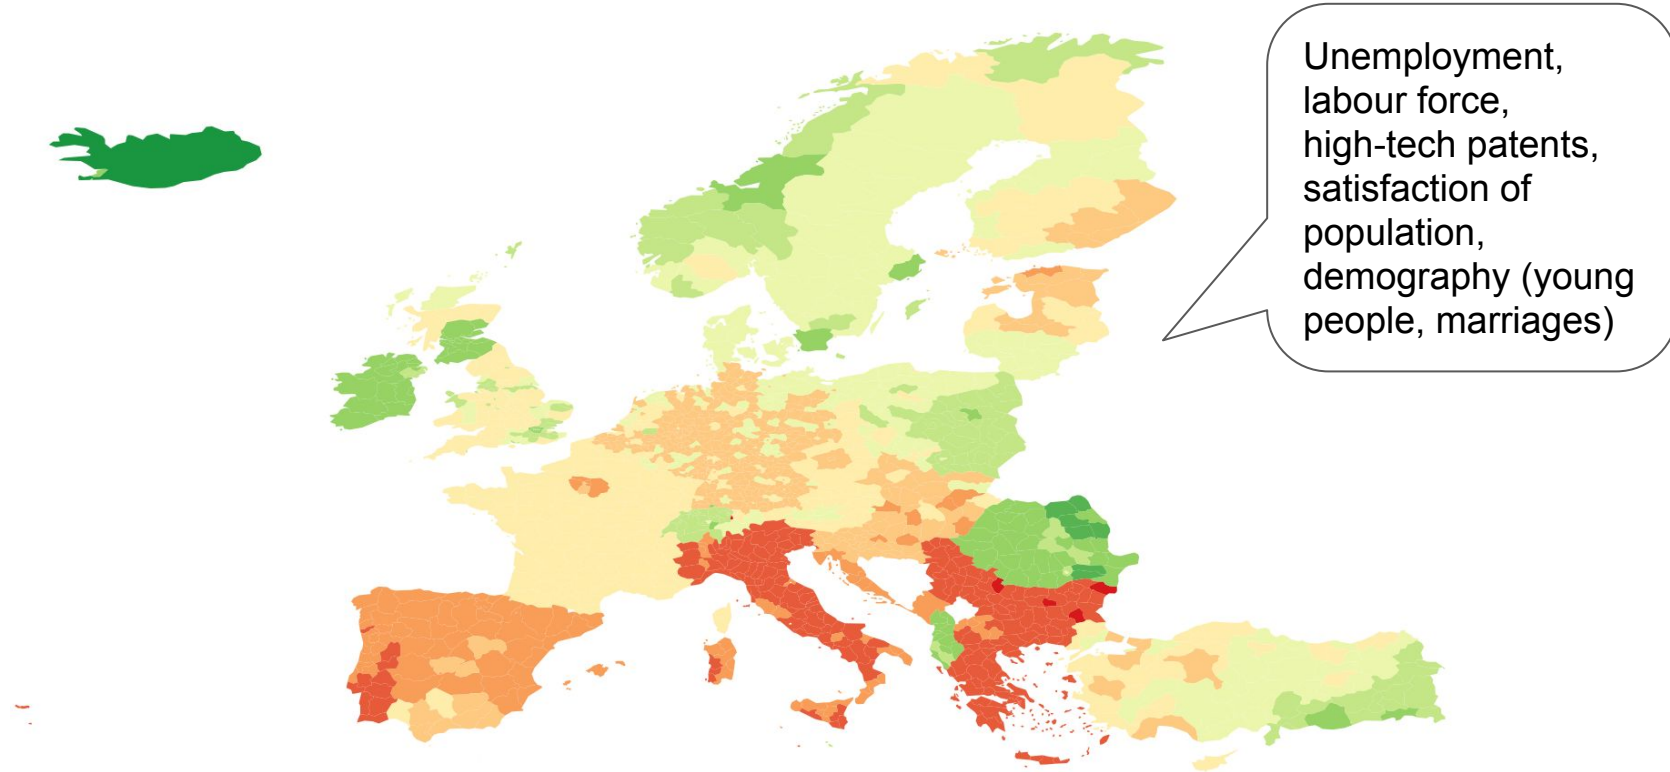 Unemployment,
labour force,
high-tech patents,
satisfaction of
population,
demography (young
people, marriages)